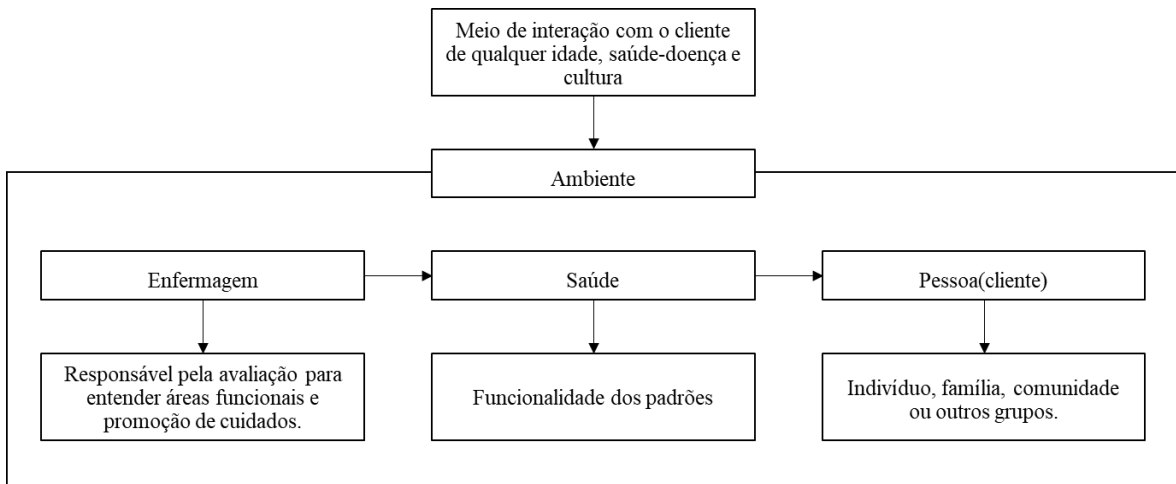 Meio de interação com o cliente
de qualquer idade, saúde-doença e
cultura
Ambiente
Enfermagem
Saúde
Pessoa(cliente)
Responsável pela avaliação para
entender áreas funcionais e
promoção de cuidados.
Funcionalidade dos padrões
Indivíduo, família, comunidade
ou outros grupos.